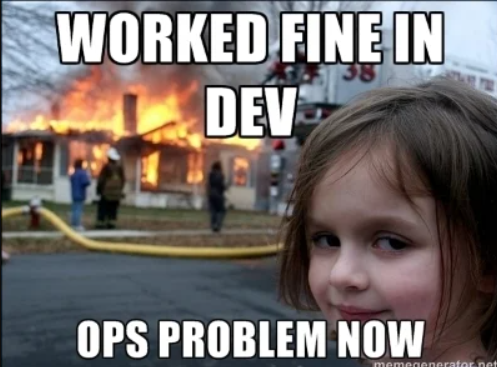 WORKED FINE IN
DEV
OPS PROBLEM NOW
memegenerator.net